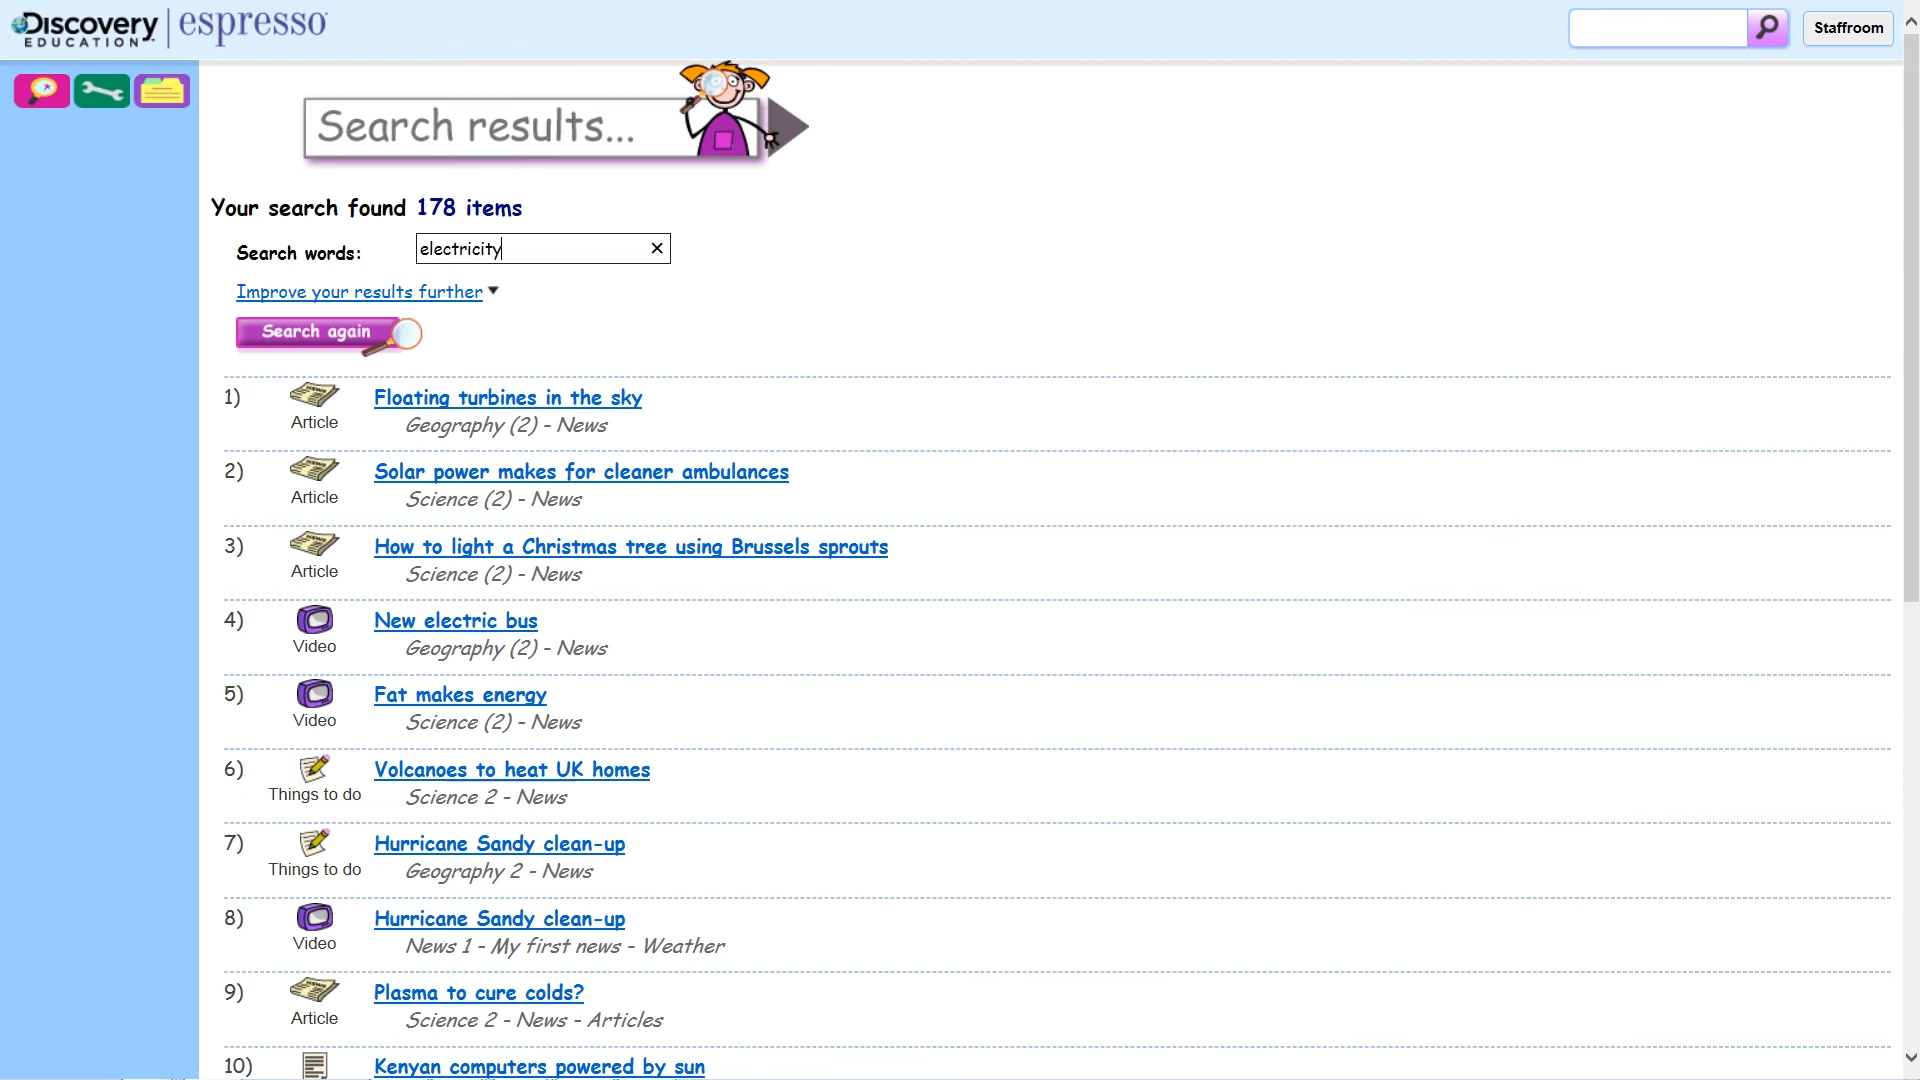 Discovery EDUCATION | espresso
Staffroom
Search results...
Your search found 178 items
Search words: electricity
Improve your results further
Search again
1) Floating turbines in the sky
Article Geography (2) - News
2) Solar power makes for cleaner ambulances
Article Science (2) - News
3) How to light a Christmas tree using Brussels sprouts
Article Science (2) - News
4) New electric bus
Video Geography (2) - News
5) Fat makes energy
Video Science (2) - News
6) Volcanoes to heat UK homes
Things to do Science 2 - News
7) Hurricane Sandy clean-up
Things to do Geography 2 - News
8) Hurricane Sandy clean-up
Video News 1 - My first news - Weather
9) Plasma to cure colds?
Article Science 2 - News - Articles
10) Kenyan computers powered by sun